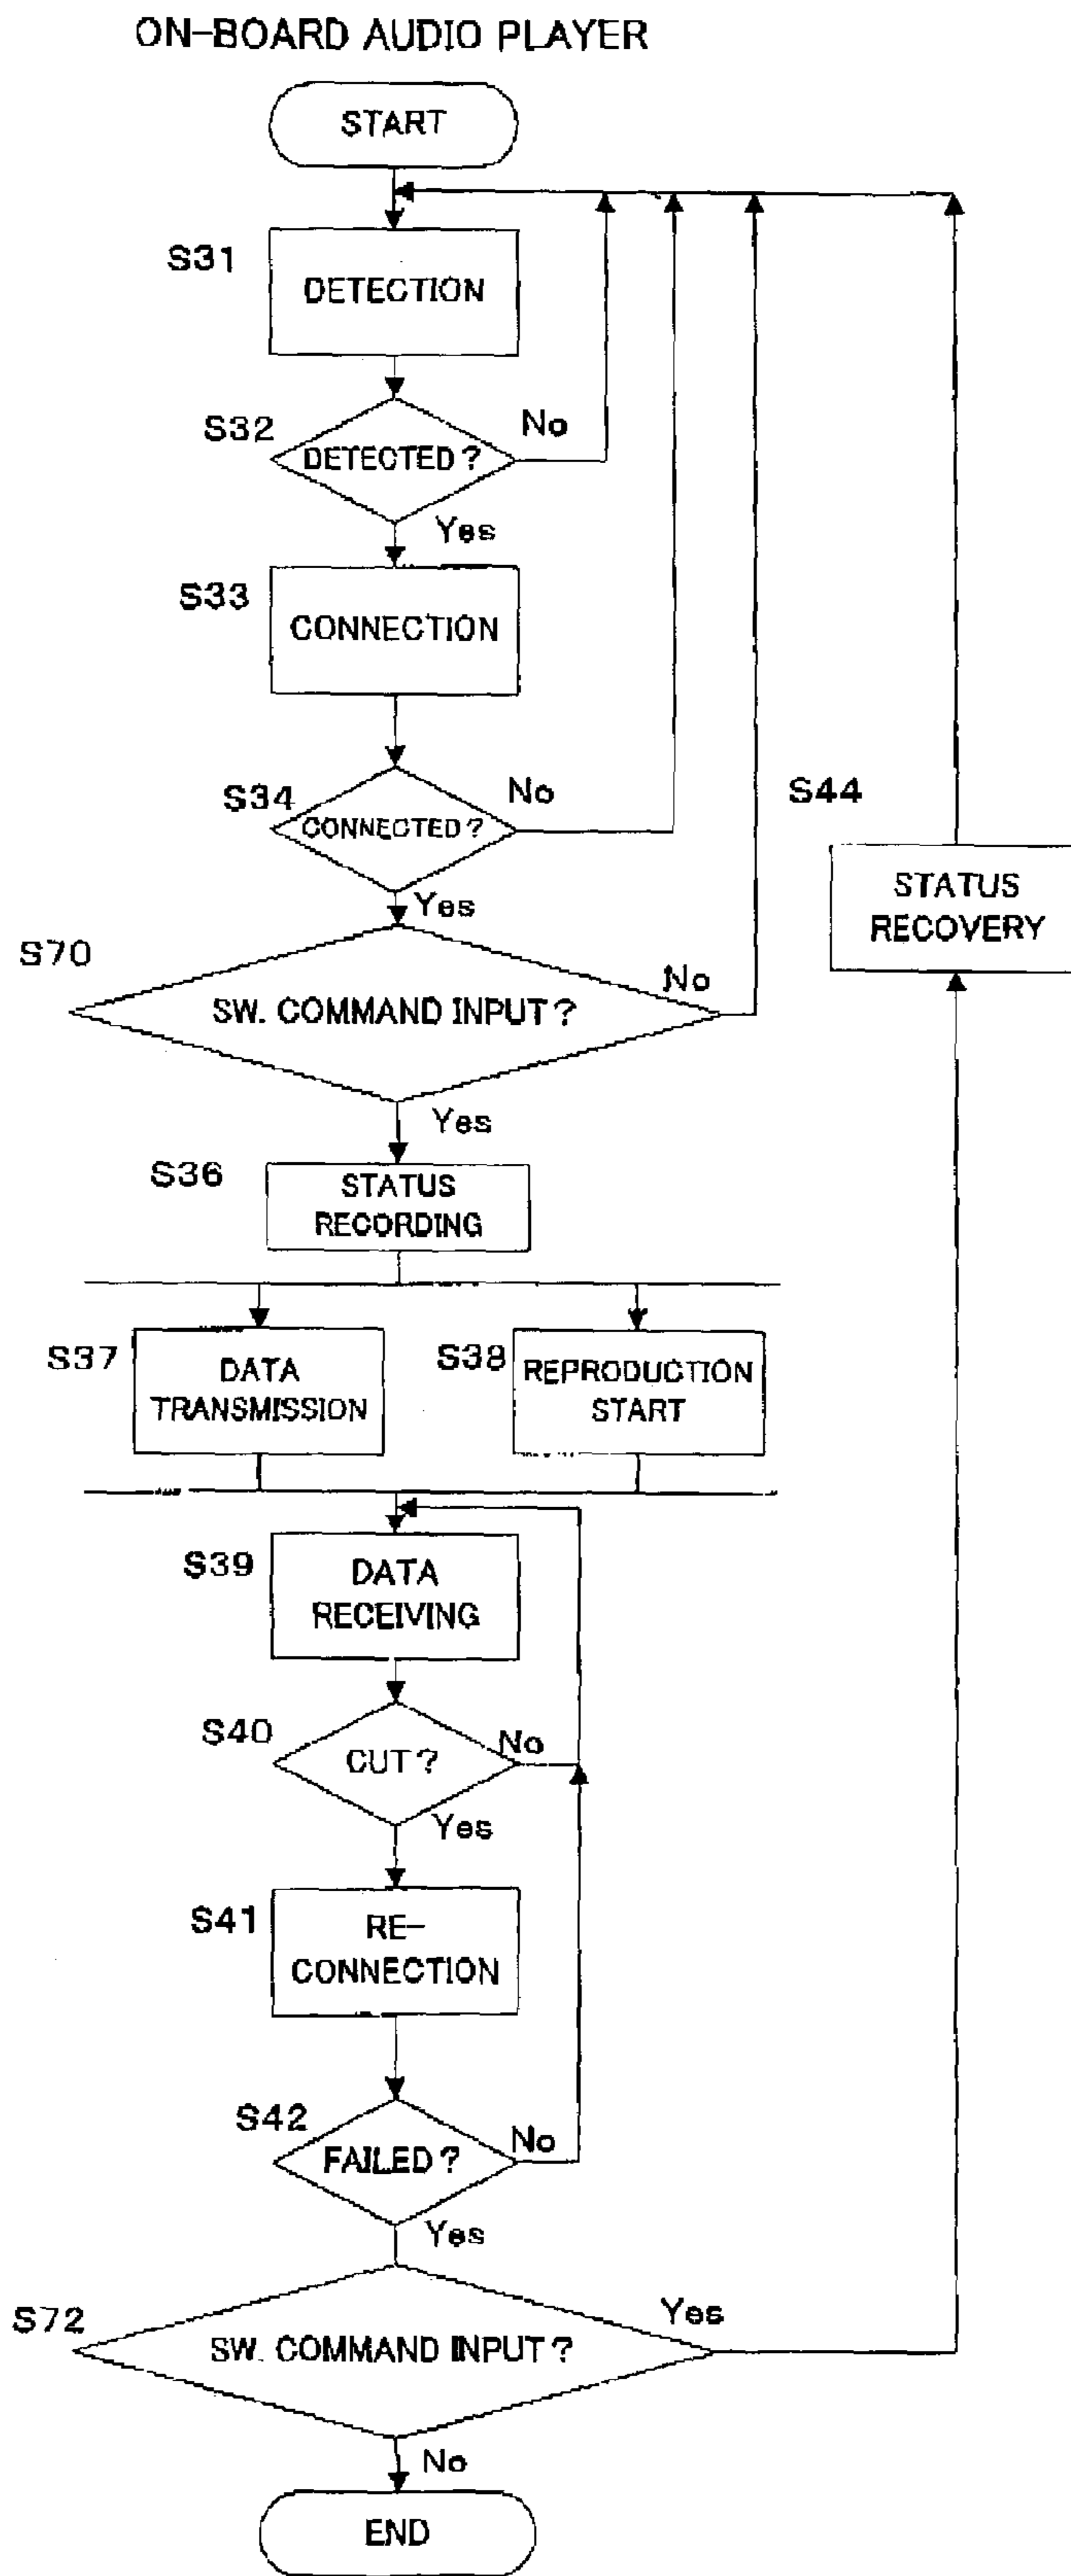 ON-BOARD AUDIO PLAYER
START
S31
DETECTION
S32
DETECTED?
No
Yes
S33
CONNECTION
S34
CONNECTED?
No
Yes
S44
STATUS
RECOVERY
S70
SW. COMMAND INPUT?
No
Yes
S36
STATUS
RECORDING
S37
DATA
TRANSMISSION
S38
REPRODUCTION
START
S39
DATA
RECEIVING
S40
CUT?
No
Yes
S41
RE-
CONNECTION
S42
FAILED?
No
Yes
S72
SW. COMMAND INPUT?
Yes
No
END